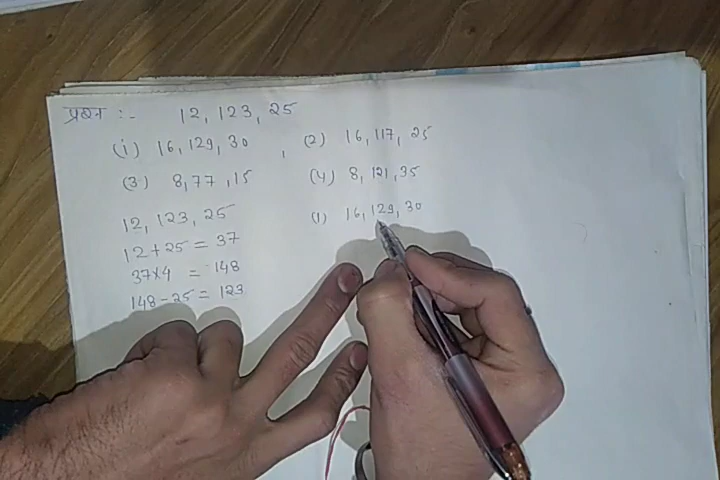 प्रश्न :- 12, 123, 25
(i) 16, 129, 30 , (2) 16, 117, 25
(3) 8, 77, 15 (4) 8, 121, 35
12, 123, 25 (1) 16, 129, 30
12 + 25 = 37
37×4 = 148
148 - 25 = 123